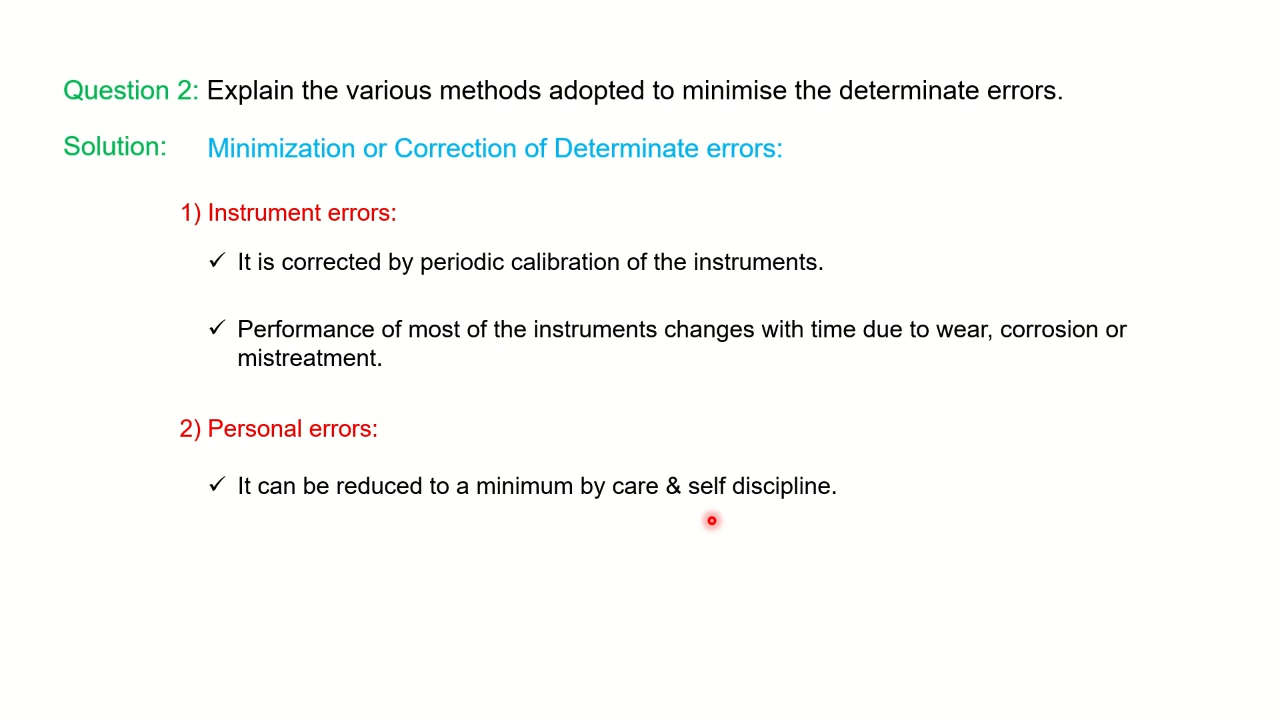 Question 2: Explain the various methods adopted to minimise the determinate errors.
Solution: Minimization or Correction of Determinate errors:
1) Instrument errors:
✓ It is corrected by periodic calibration of the instruments.
✓ Performance of most of the instruments changes with time due to wear, corrosion or
mistreatment.
2) Personal errors:
✓ It can be reduced to a minimum by care & self discipline.